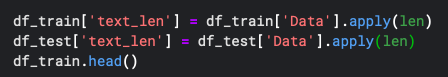 df_train['text_len'] = df_train['Data'].apply(len)
df_test['text_len'] = df_test['Data'].apply(len)
df_train.head()